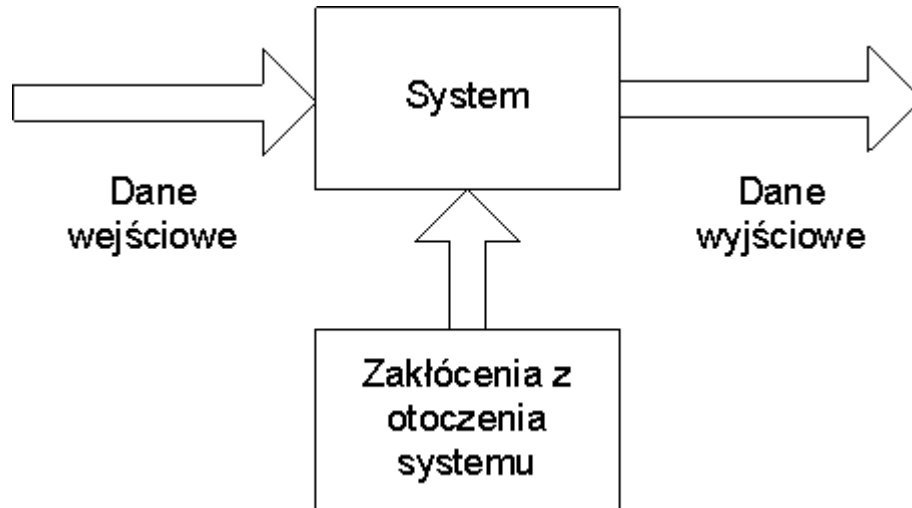 System
Dane
wejściowe
Dane
wyjściowe
Zakłócenia z
otoczenia
systemu